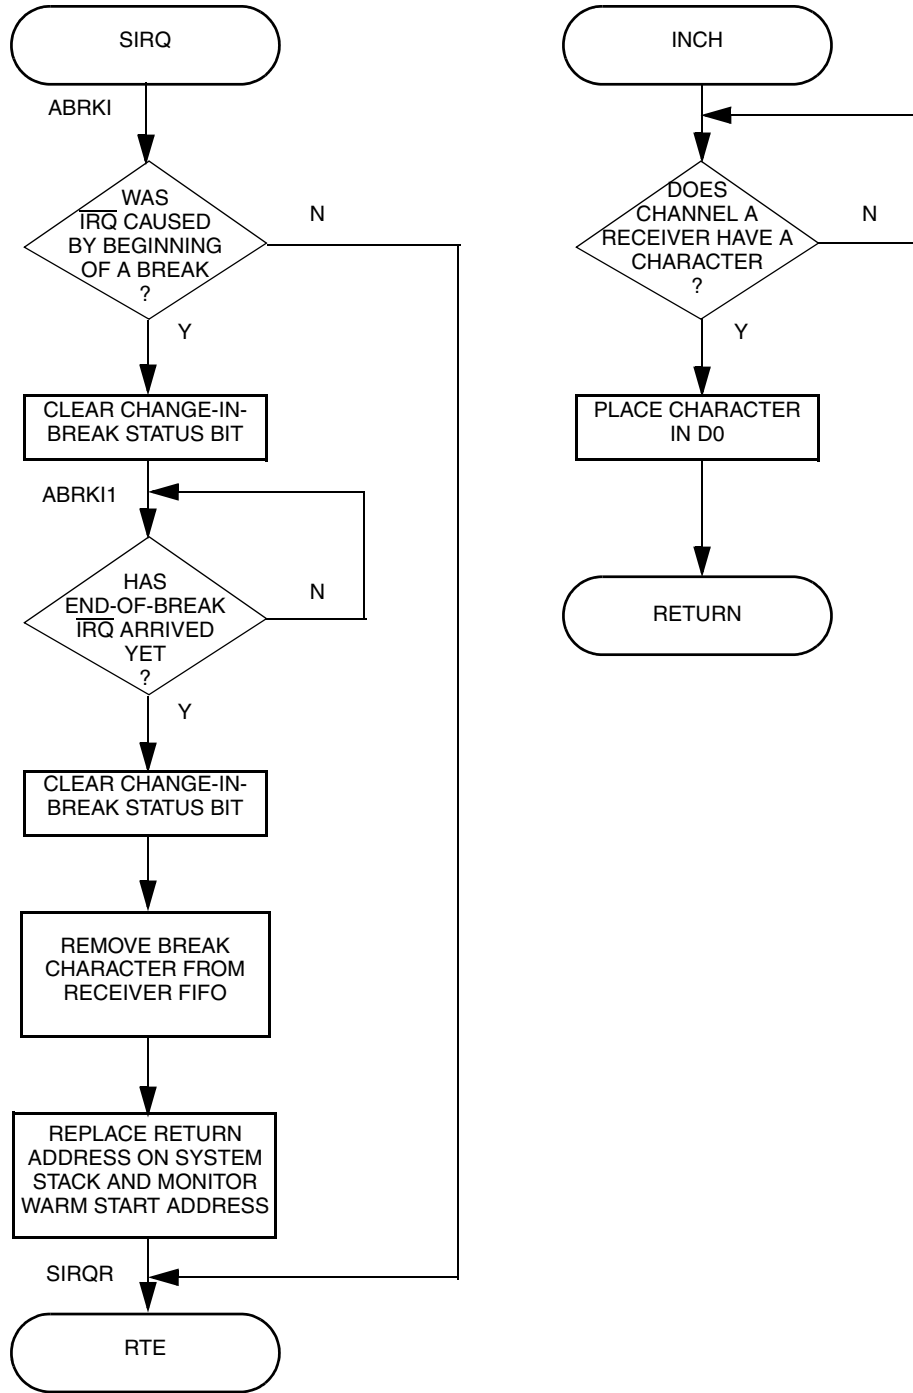 SIRQ
ABRKI
WAS
IRQ CAUSED
BY BEGINNING
OF A BREAK
?
N
Y
CLEAR CHANGE-IN-
BREAK STATUS BIT
ABRKI1
HAS
END-OF-BREAK
IRQ ARRIVED
YET
?
N
Y
CLEAR CHANGE-IN-
BREAK STATUS BIT
REMOVE BREAK
CHARACTER FROM
RECEIVER FIFO
REPLACE RETURN
ADDRESS ON SYSTEM
STACK AND MONITOR
WARM START ADDRESS
SIRQR
RTE
INCH
DOES
CHANNEL A
RECEIVER HAVE A
CHARACTER
?
N
Y
PLACE CHARACTER
IN D0
RETURN